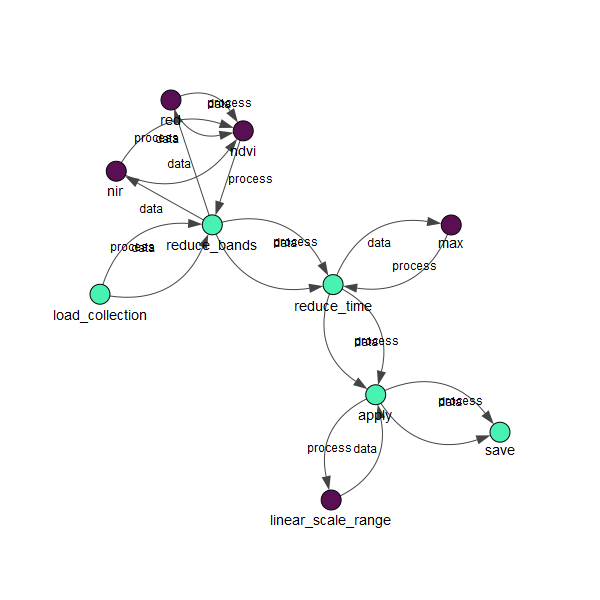 process
data
red
ndvi
process
data
data
nir
process
data
reduce_bands
process
data
process
data
max
data
process
load_collection
reduce_time
process
data
apply
process
data
save
process
data
linear_scale_range